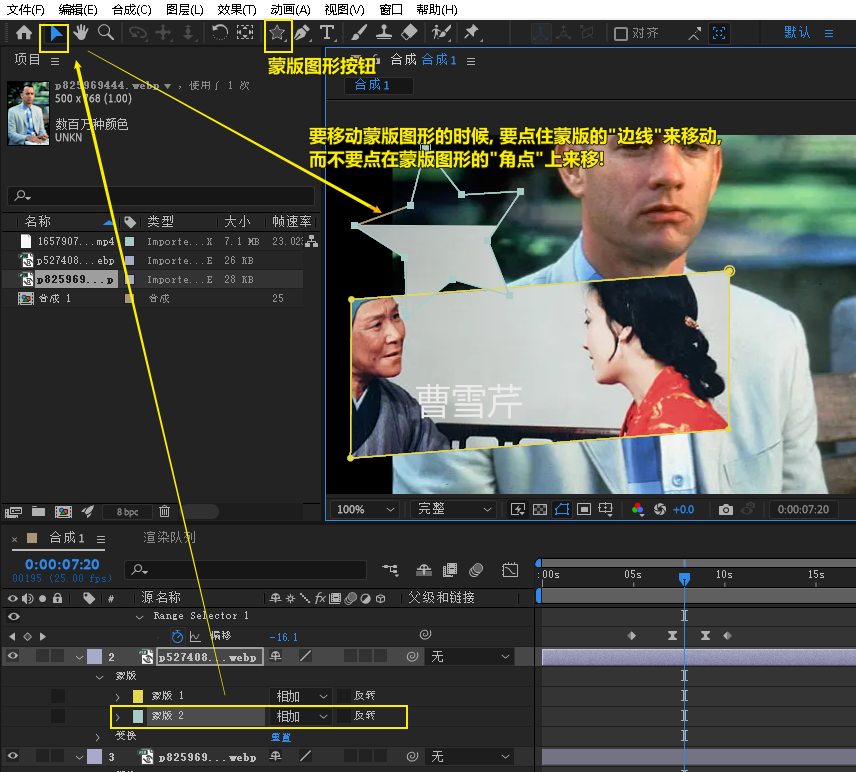 文件(F) 编辑(E) 合成(C) 图层(L) 效果(T) 动画(A) 视图(V) 窗口 帮助(H)
对齐
默认
项目
蒙版图形按钮
合成 合成 1
合成 1
p825969444.webp , 使用了 1 次
500 x 768 (1.00)
数百万种颜色
UNKN
要移动蒙版图形的时候, 要点住蒙版的"边线"来移动,
而不要点在蒙版图形的"角点"上来移!
名称 类型 大小 帧速率
1657907...mp4 Importe...X 7.1 MB 23.02
p527408...ebp Importe...E 26 KB
p825969...p Importe...E 28 KB
合成 1 合成 25
曹雪芹
8 bpc
100% 完整 +0.0 0:00:07:20
合成 1 渲染队列
0:00:07:20
00195 (25.00 fps)
:00s 05s 10s 15s
# 源名称 fx 父级和链接
Range Selector 1
偏移 -16.1
2 p527408...webp 无
蒙版
蒙版 1 相加 反转
蒙版 2 相加 反转
变换 重置
3 p825969...webp 无